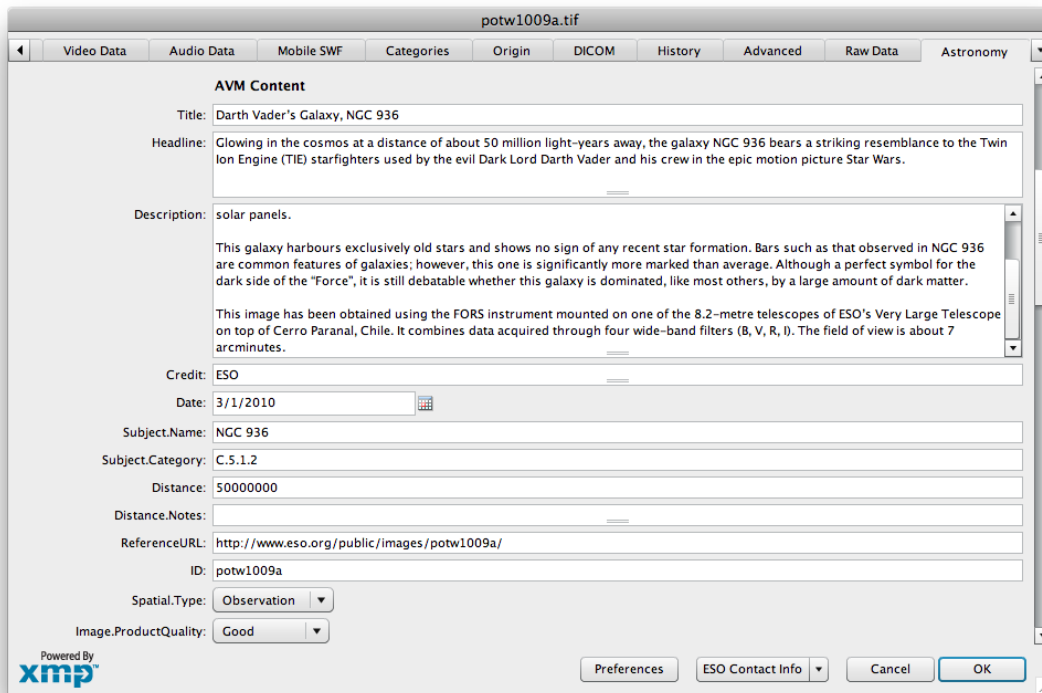 potw1009a.tif
Video Data Audio Data Mobile SWF Categories Origin DICOM History Advanced Raw Data Astronomy
AVM Content
Title: Darth Vader's Galaxy, NGC 936
Headline: Glowing in the cosmos at a distance of about 50 million light-years away, the galaxy NGC 936 bears a striking resemblance to the Twin
Ion Engine (TIE) starfighters used by the evil Dark Lord Darth Vader and his crew in the epic motion picture Star Wars.
Description: solar panels.
This galaxy harbours exclusively old stars and shows no sign of any recent star formation. Bars such as that observed in NGC 936
are common features of galaxies; however, this one is significantly more marked than average. Although a perfect symbol for the
dark side of the “Force”, it is still debatable whether this galaxy is dominated, like most others, by a large amount of dark matter.
This image has been obtained using the FORS instrument mounted on one of the 8.2-metre telescopes of ESO's Very Large Telescope
on top of Cerro Paranal, Chile. It combines data acquired through four wide-band filters (B, V, R, I). The field of view is about 7
arcminutes.
Credit: ESO
Date: 3/1/2010
Subject.Name: NGC 936
Subject.Category: C.5.1.2
Distance: 50000000
Distance.Notes:
ReferenceURL: http://www.eso.org/public/images/potw1009a/
ID: potw1009a
Spatial.Type: Observation
Image.ProductQuality: Good
Powered By
xmp™
Preferences ESO Contact Info Cancel OK